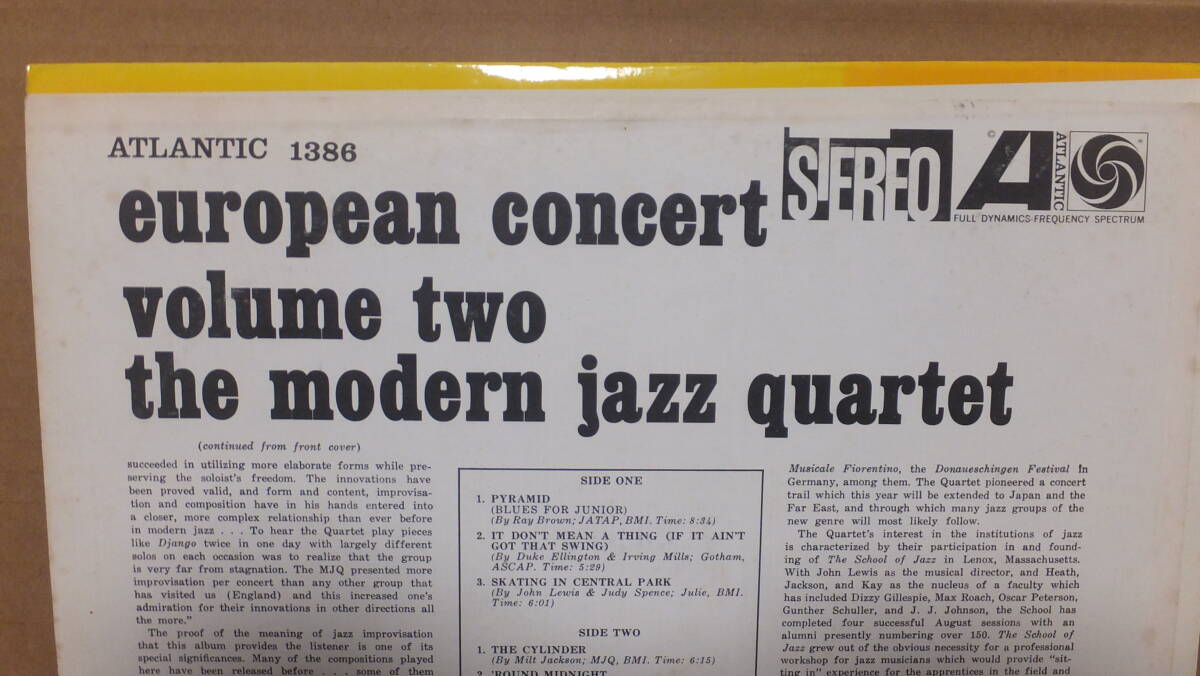 ATLANTIC 1386
STEREO
A
ATLANTIC
FULL DYNAMICS-FREQUENCY SPECTRUM
european concert
volume two
the modern jazz quartet
(continued from front cover)
succeeded in utilizing more elaborate forms while pre-
serving the soloist's freedom. The innovations have
been proved valid, and form and content, improvisa-
tion and composition have in his hands entered into
a closer, more complex relationship than ever before
in modern jazz . . . To hear the Quartet play pieces
like Django twice in one day with largely different
solos on each occasion was to realize that the group
is very far from stagnation. The MJQ presented more
improvisation per concert than any other group that
has visited us (England) and this increased one's
admiration for their innovations in other directions all
the more."
The proof of the meaning of jazz improvisation
that this album provides the listener is one of its
special significances. Many of the compositions played
here have been released before . . . some of them
SIDE ONE
1. PYRAMID
(BLUES FOR JUNIOR)
(By Ray Brown; JATAP, BMI. Time: 8:34)
2. IT DON'T MEAN A THING (IF IT AIN'T
GOT THAT SWING)
(By Duke Ellington & Irving Mills; Gotham,
ASCAP. Time: 5:29)
3. SKATING IN CENTRAL PARK
(By John Lewis & Judy Spence; Julie, BMI.
Time: 6:01)
SIDE TWO
1. THE CYLINDER
(By Milt Jackson; MJQ, BMI. Time: 6:15)
2. 'ROUND MIDNIGHT
Musicale Fiorentino, the Donaueschingen Festival in
Germany, among them. The Quartet pioneered a concert
trail which this year will be extended to Japan and the
Far East, and through which many jazz groups of the
new genre will most likely follow.
The Quartet's interest in the institutions of jazz
is characterized by their participation in and found-
ing of The School of Jazz in Lenox, Massachusetts.
With John Lewis as the musical director, and Heath,
Jackson, and Kay as the nucleus of a faculty which
has included Dizzy Gillespie, Max Roach, Oscar Peterson,
Gunther Schuller, and J. J. Johnson, the School has
completed four successful August sessions with an
alumni presently numbering over 150. The School of
Jazz grew out of the obvious necessity for a professional
workshop for jazz musicians which would provide "sit-
ting in" experience for the apprentices in the field and